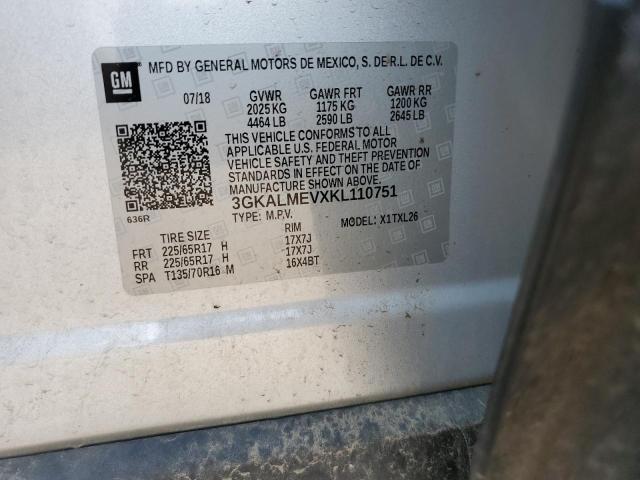 GM MFD BY GENERAL MOTORS DE MEXICO, S. DE R.L. DE C.V.
07/18 GVWR GAWR FRT GAWR RR
2025 KG 1175 KG 1200 KG
4464 LB 2590 LB 2645 LB
THIS VEHICLE CONFORMS TO ALL
APPLICABLE U.S. FEDERAL MOTOR
VEHICLE SAFETY AND THEFT PREVENTION
STANDARDS IN EFFECT ON THE DATE OF
MANUFACTURE SHOWN ABOVE.
3GKALMEVXKL110751
636R TYPE: M.P.V. MODEL: X1TXL26
TIRE SIZE RIM
FRT 225/65R17 H 17X7J
RR 225/65R17 H 17X7J
SPA T135/70R16 M 16X4BT